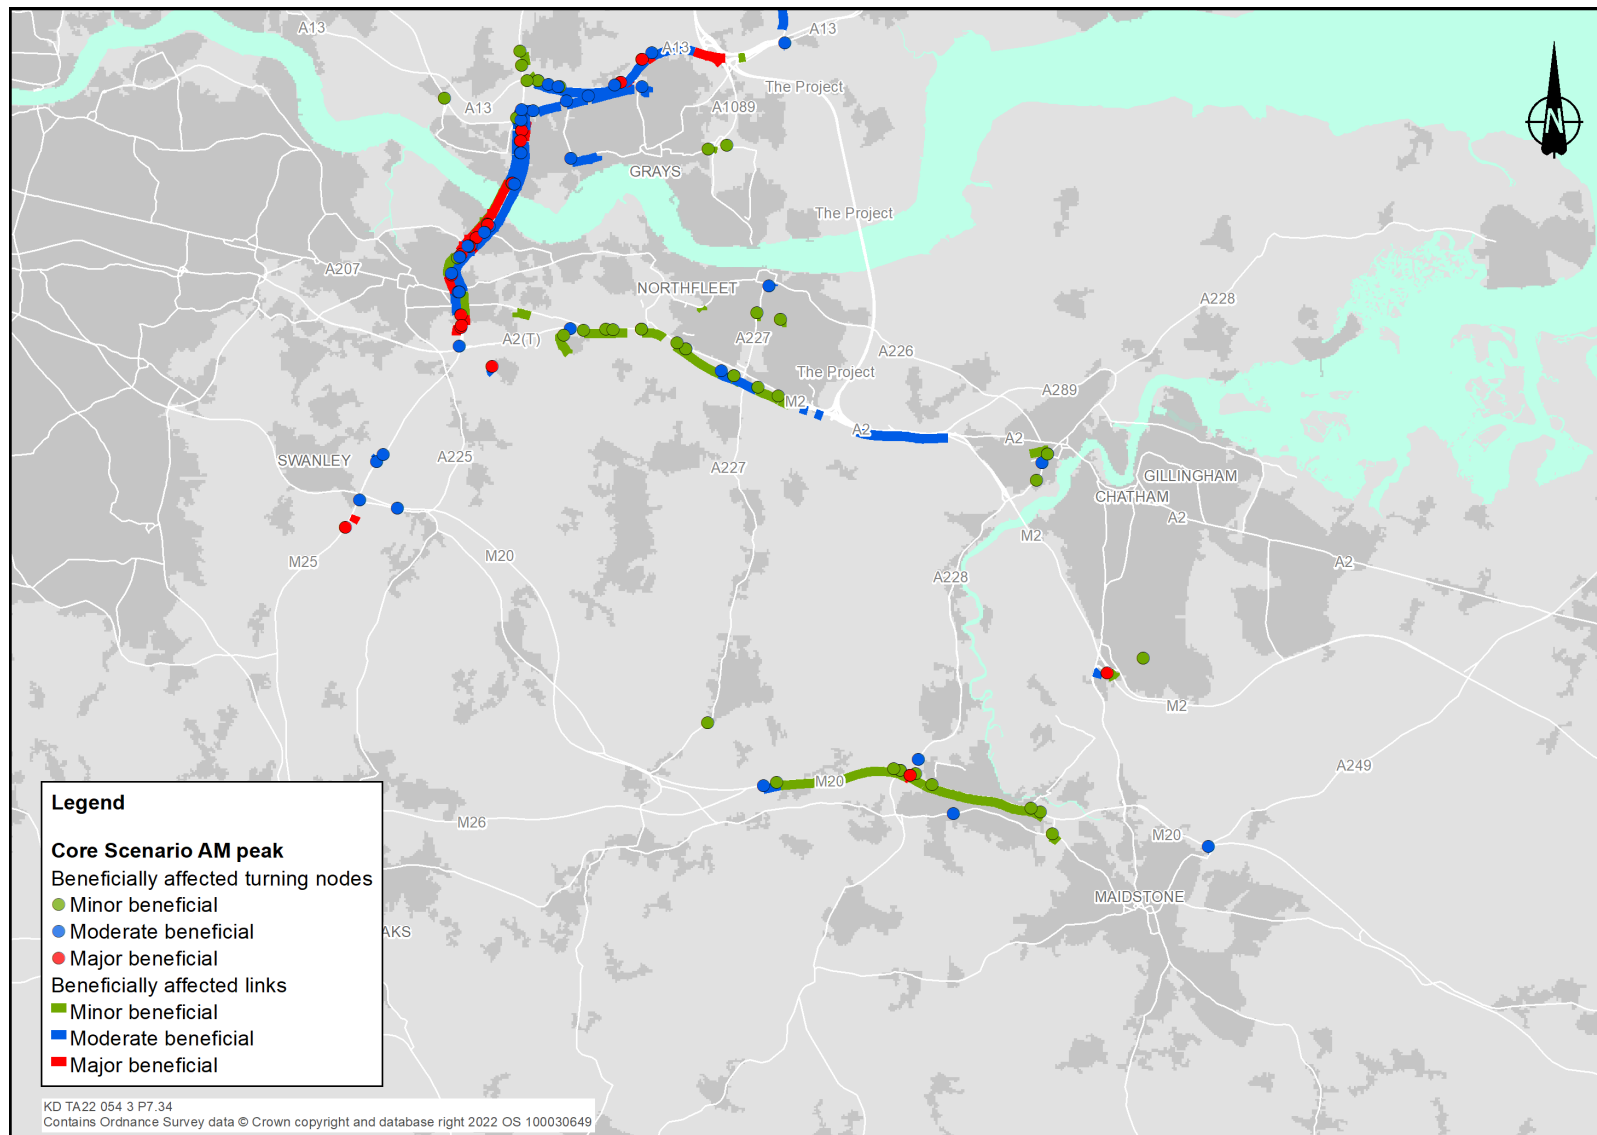 A13
A13
A13
The Project
A13
A1089
N
GRAYS
The Project
A207
NORTHFLEET
A228
A2(T)
A227
A226
The Project
A289
M2
A2
A2
SWANLEY
A225
A227
GILLINGHAM
CHATHAM
A2
M2
M20
M25
A2
A228
M2
A249
M20
M26
M20
MAIDSTONE
AKS
Legend
Core Scenario AM peak
Beneficially affected turning nodes
Minor beneficial
Moderate beneficial
Major beneficial
Beneficially affected links
Minor beneficial
Moderate beneficial
Major beneficial
KD TA22 054 3 P7.34
Contains Ordnance Survey data © Crown copyright and database right 2022 OS 100030649